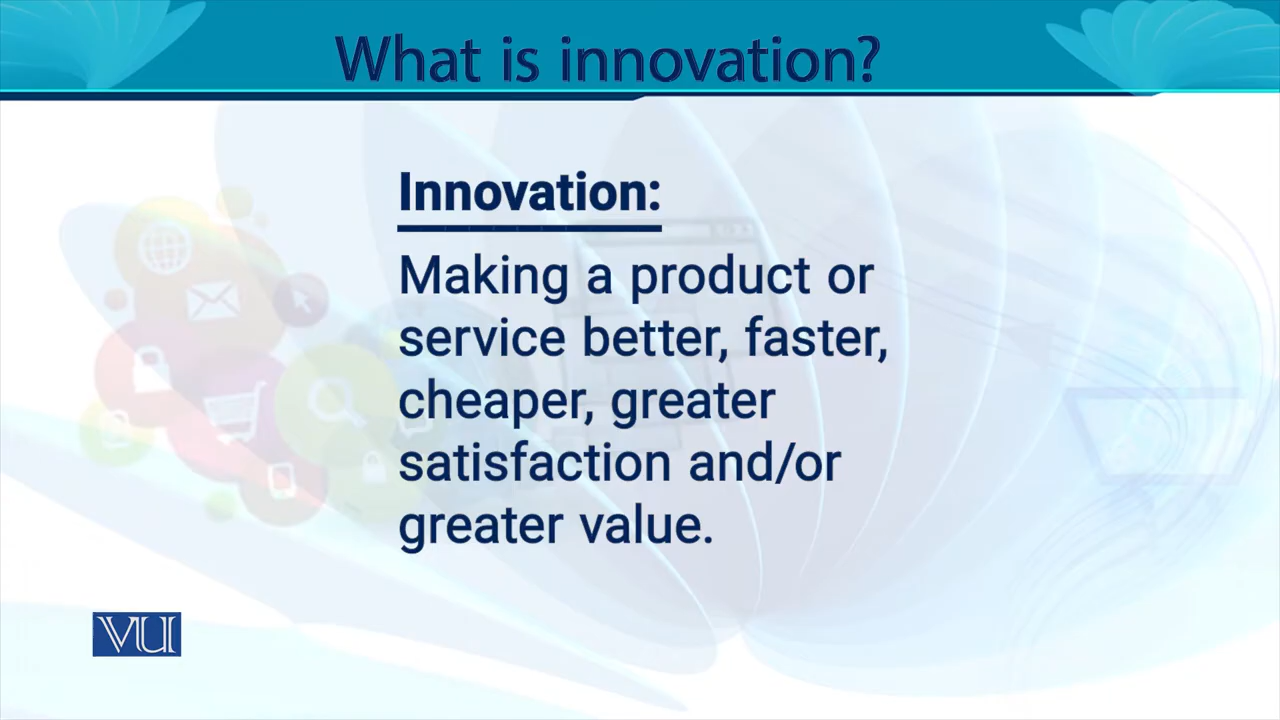 What is innovation?
Innovation:
Making a product or
service better, faster,
cheaper, greater
satisfaction and/or
greater value.
VU